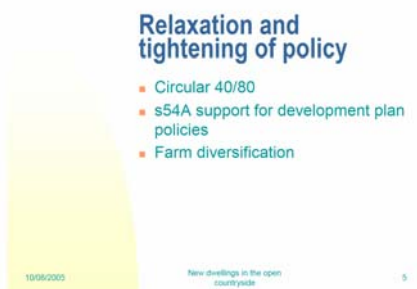 Relaxation and
tightening of policy
Circular 40/80
s54A support for development plan
policies
Farm diversification
10/08/2005
New dwellings in the open
countryside
5